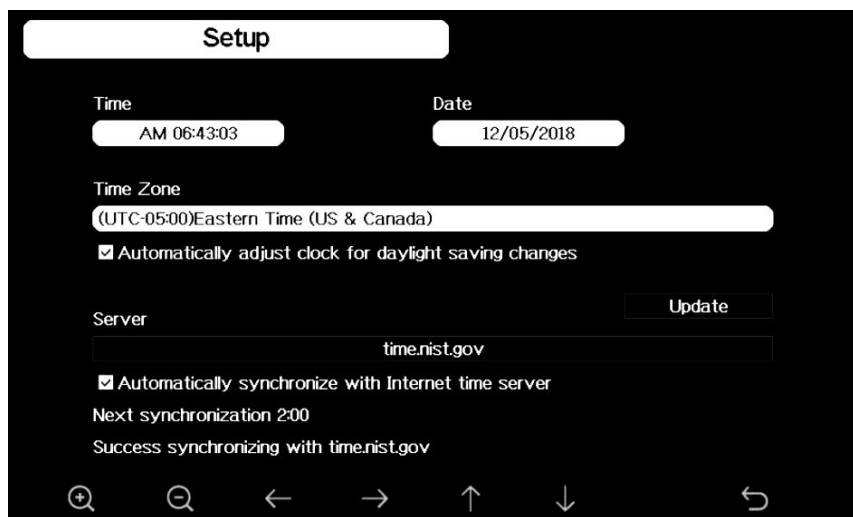 Setup
Time Date
AM 06:43:03 12/05/2018
Time Zone
(UTC-05:00)Eastern Time (US & Canada)
Automatically adjust clock for daylight saving changes
Update
Server
time.nist.gov
Automatically synchronize with Internet time server
Next synchronization 2:00
Success synchronizing with time.nist.gov